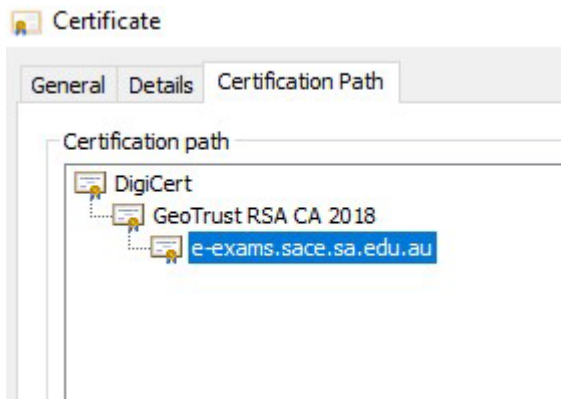 Certificate
General Details Certification Path
Certification path
DigiCert
GeoTrust RSA CA 2018
e-exams.sace.sa.edu.au